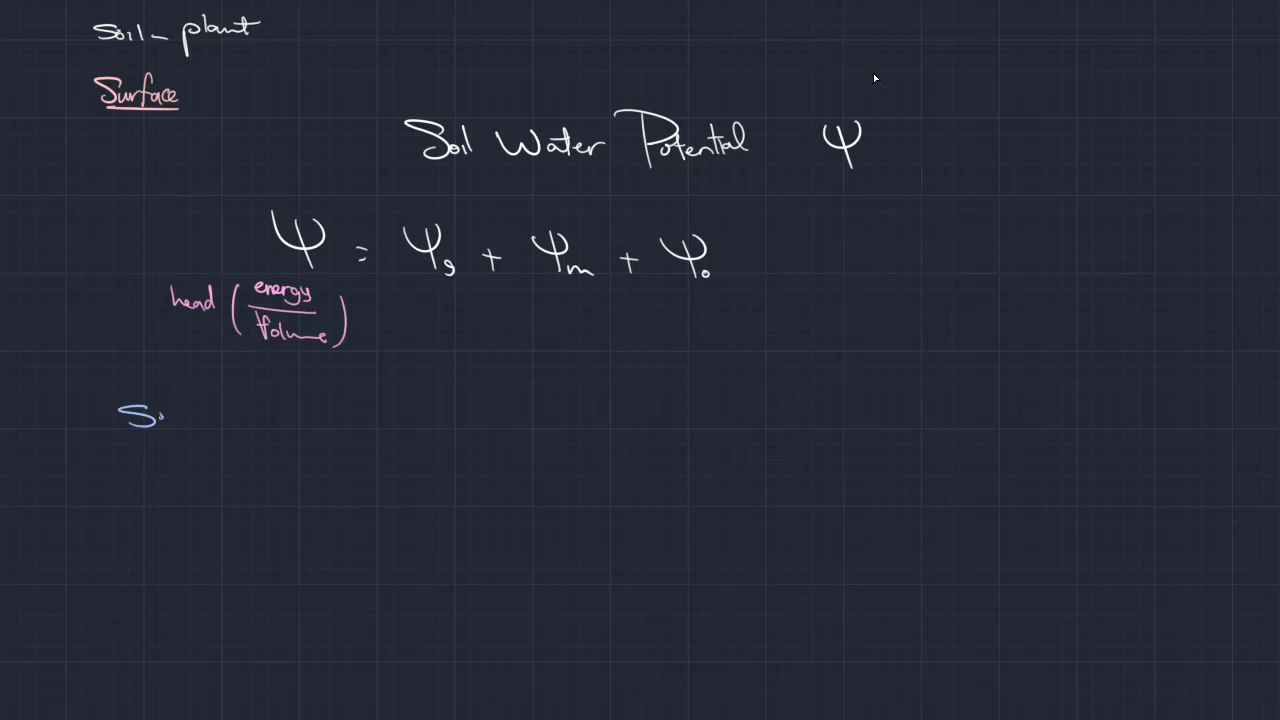 Soil - plant
Surface
Soil Water Potential Ψ
Ψ = Ψg + Ψm + Ψo
head (energy / Volume)
S